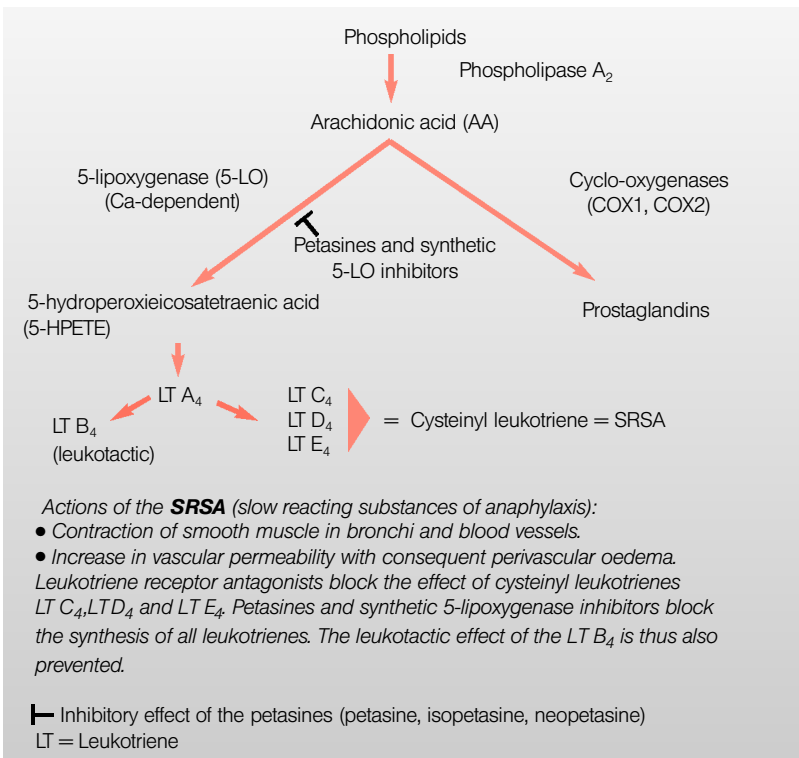 Phospholipids
Phospholipase A₂
Arachidonic acid (AA)
5-lipoxygenase (5-LO)
(Ca-dependent)
Cyclo-oxygenases
(COX1, COX2)
Petasines and synthetic
5-LO inhibitors
5-hydroperoxieicosatetraenic acid
(5-HPETE)
Prostaglandins
LT A₄
LT B₄
(leukotactic)
LT C₄
LT D₄
LT E₄
= Cysteinyl leukotriene = SRSA
Actions of the SRSA (slow reacting substances of anaphylaxis):
● Contraction of smooth muscle in bronchi and blood vessels.
● Increase in vascular permeability with consequent perivascular oedema.
Leukotriene receptor antagonists block the effect of cysteinyl leukotrienes
LT C₄,LTD₄ and LT E₄. Petasines and synthetic 5-lipoxygenase inhibitors block
the synthesis of all leukotrienes. The leukotactic effect of the LT B₄ is thus also
prevented.
Inhibitory effect of the petasines (petasine, isopetasine, neopetasine)
LT = Leukotriene